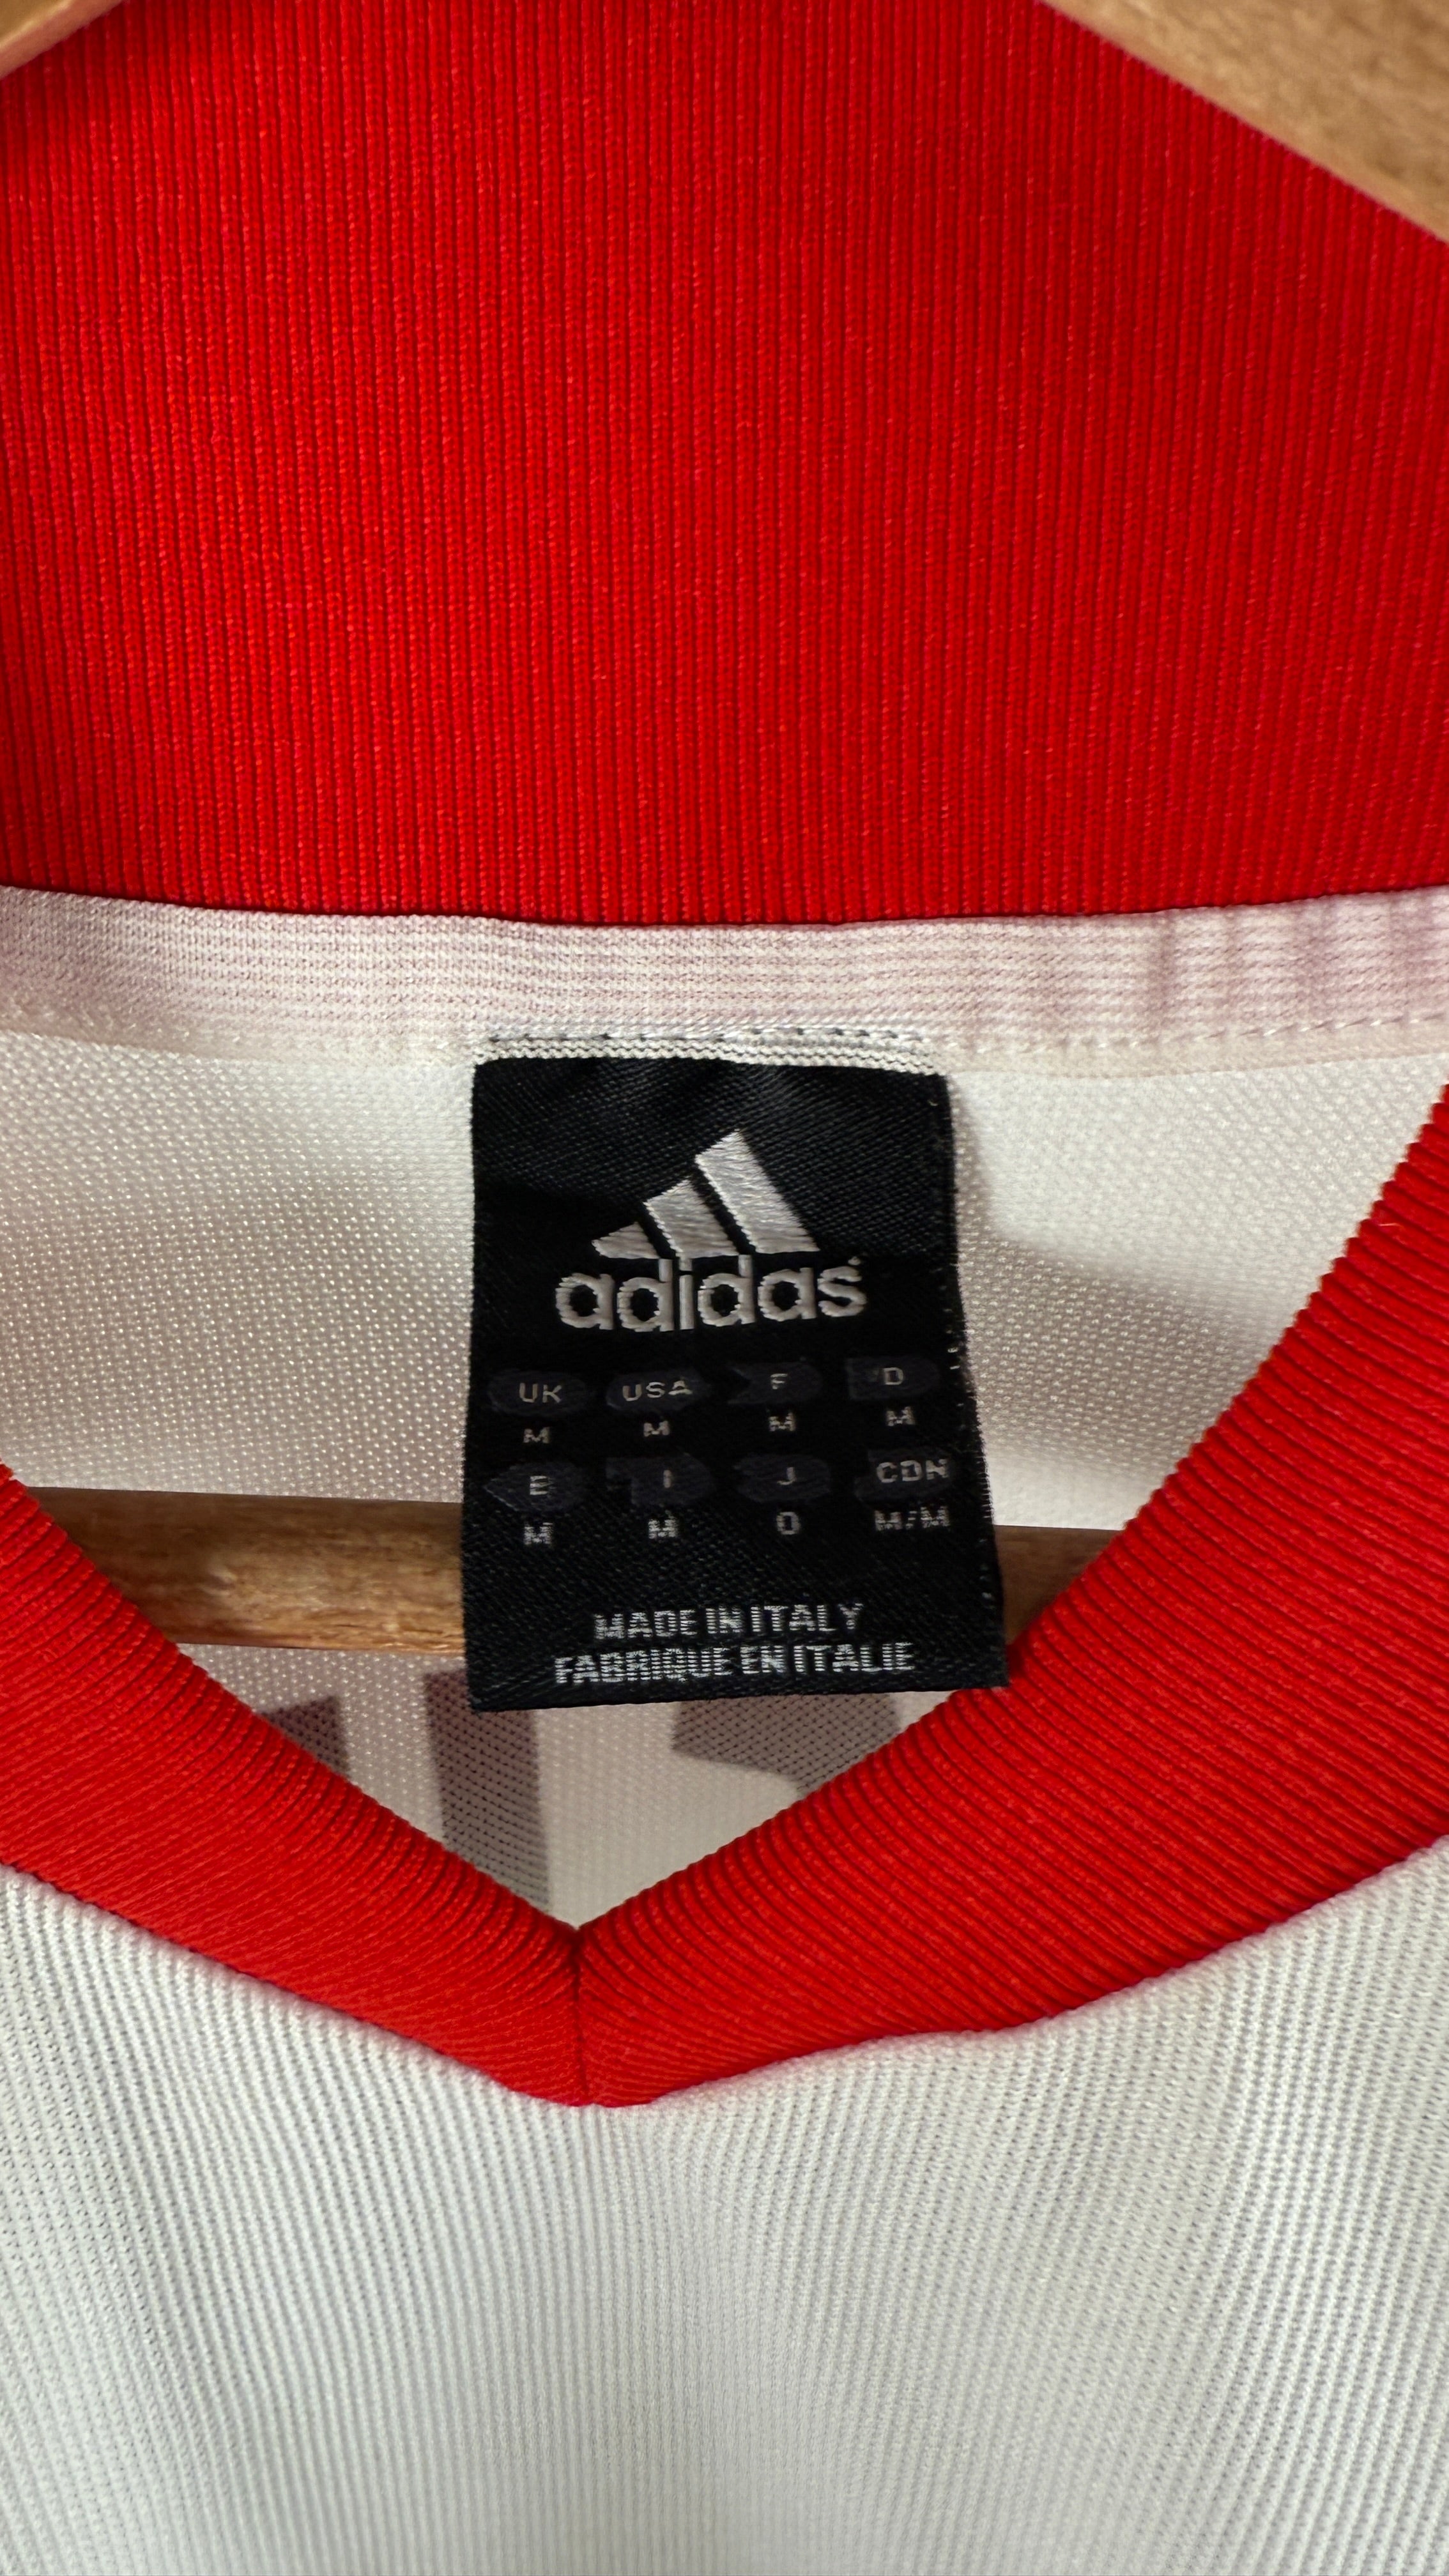 adidas
UK USA F D
M M M M
E I J CDN
M M O M/M
MADE IN ITALY
FABRIQUE EN ITALIE